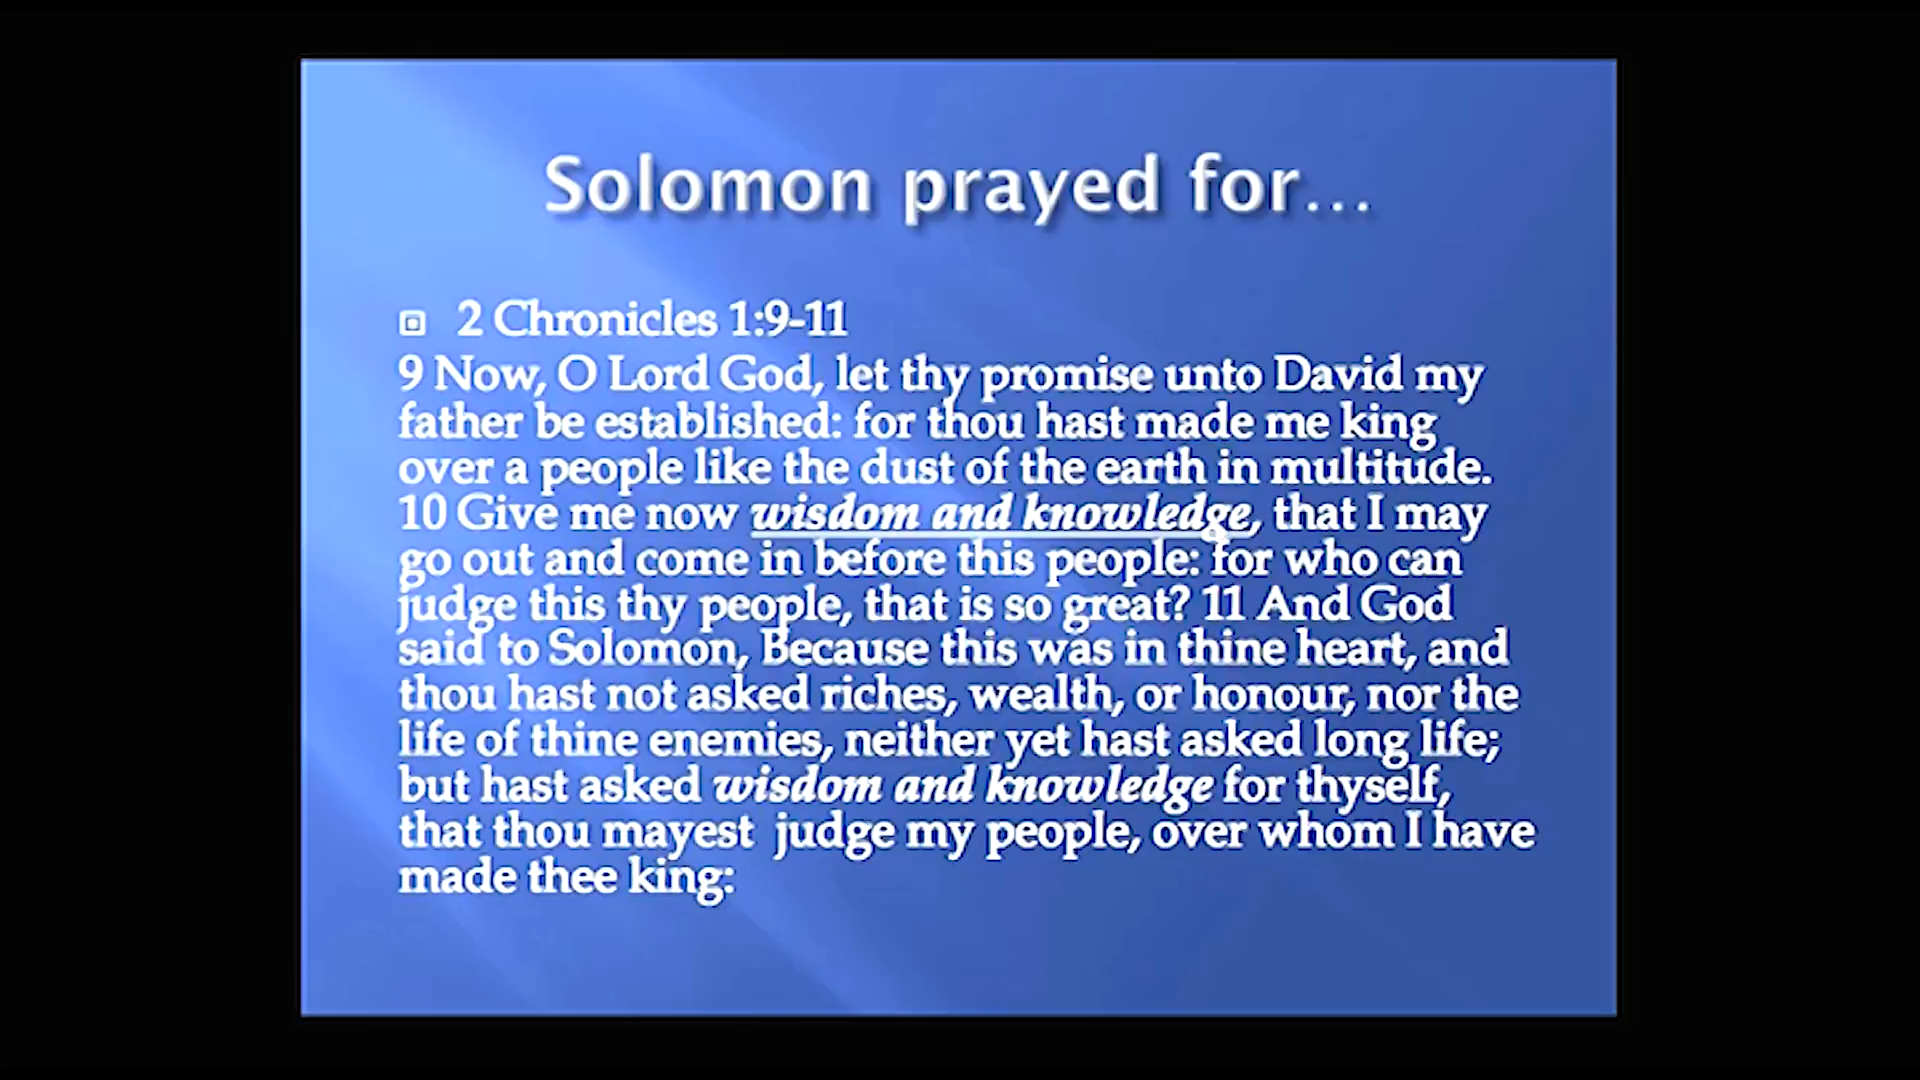 Solomon prayed for...
2 Chronicles 1:9-11
9 Now, O Lord God, let thy promise unto David my
father be established: for thou hast made me king
over a people like the dust of the earth in multitude.
10 Give me now wisdom and knowledge, that I may
go out and come in before this people: for who can
judge this thy people, that is so great? 11 And God
said to Solomon, Because this was in thine heart, and
thou hast not asked riches, wealth, or honour, nor the
life of thine enemies, neither yet hast asked long life;
but hast asked wisdom and knowledge for thyself,
that thou mayest judge my people, over whom I have
made thee king: